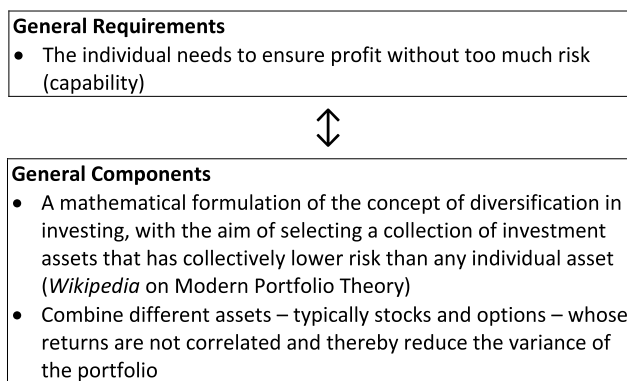 General Requirements
• The individual needs to ensure profit without too much risk
(capability)
General Components
• A mathematical formulation of the concept of diversification in
investing, with the aim of selecting a collection of investment
assets that has collectively lower risk than any individual asset
(Wikipedia on Modern Portfolio Theory)
• Combine different assets – typically stocks and options – whose
returns are not correlated and thereby reduce the variance of
the portfolio